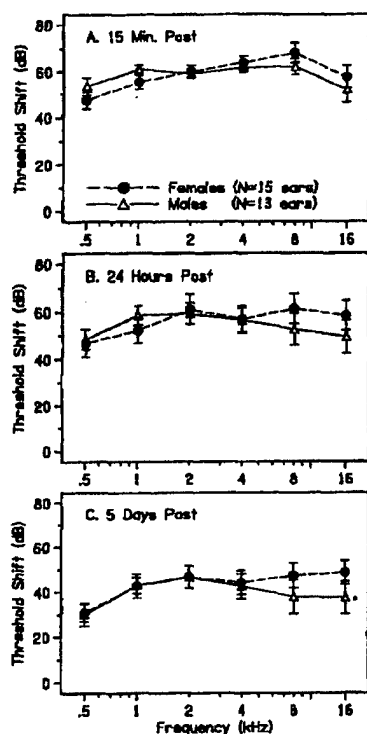 A. 15 Min. Post
Threshold Shift (dB)
80
60
40
20
0
Females (N=15 ears)
Males (N=13 ears)
.5 1 2 4 8 16
B. 24 Hours Post
Threshold Shift (dB)
80
60
40
20
0
.5 1 2 4 8 16
C. 5 Days Post
Threshold Shift (dB)
80
60
40
20
0
.5 1 2 4 8 16
Frequency (kHz)